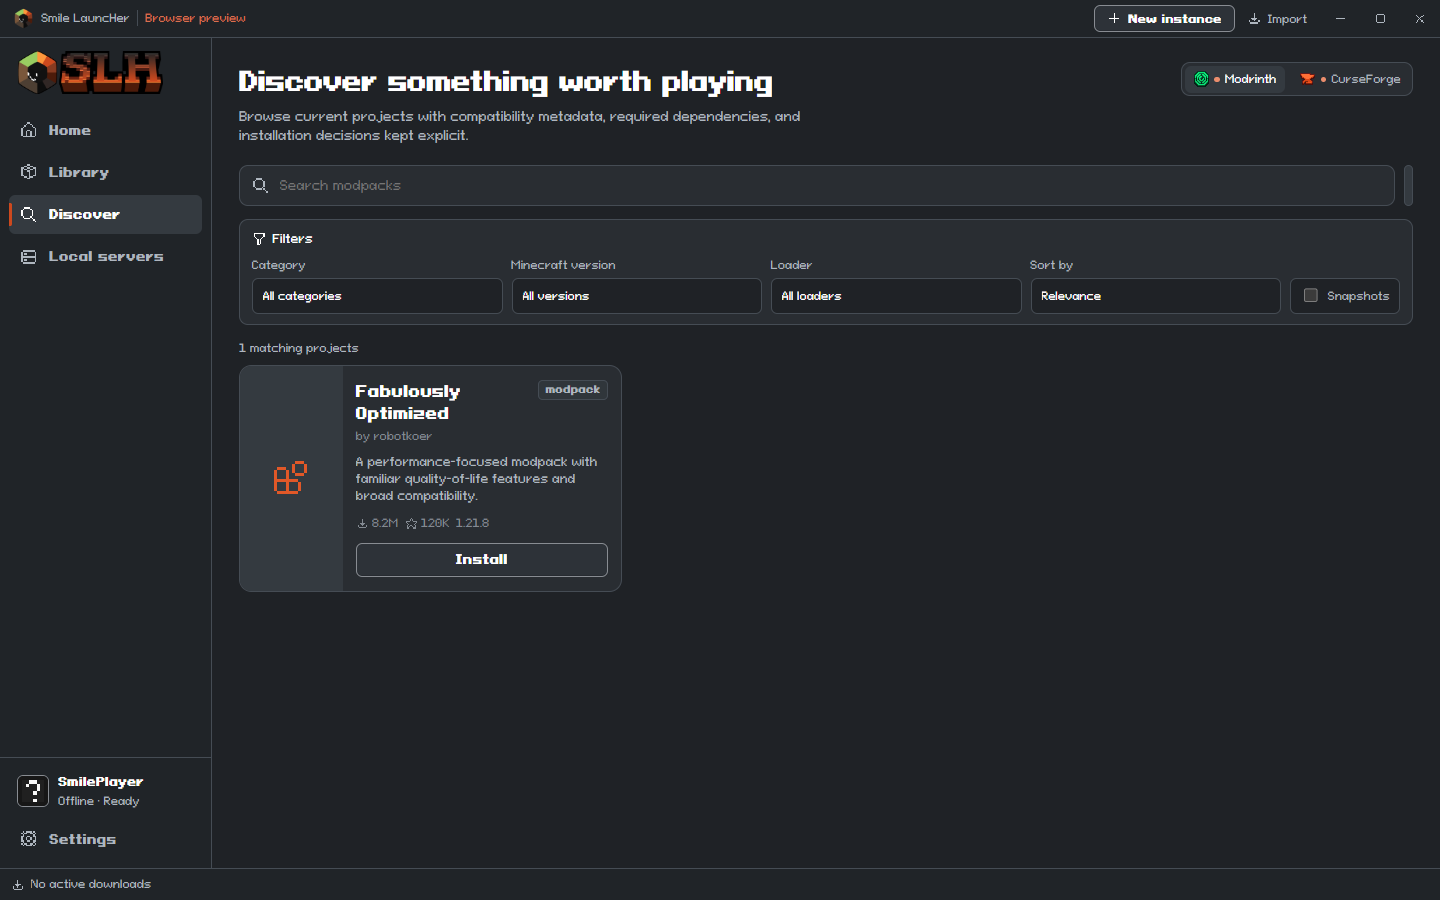 Smile LauncHer
Browser preview
New instance
Import
SLH
Home
Library
Discover
Local servers
Discover something worth playing
Browse current projects with compatibility metadata, required dependencies, and
installation decisions kept explicit.
Modrinth
CurseForge
Search modpacks
Filters
Category
Minecraft version
Loader
Sort by
All categories
All versions
All loaders
Relevance
Snapshots
1 matching projects
Fabulously
Optimized
modpack
by robotkoer
A performance-focused modpack with
familiar quality-of-life features and
broad compatibility.
8.2M 120K 1.21.8
Install
SmilePlayer
Offline · Ready
Settings
No active downloads